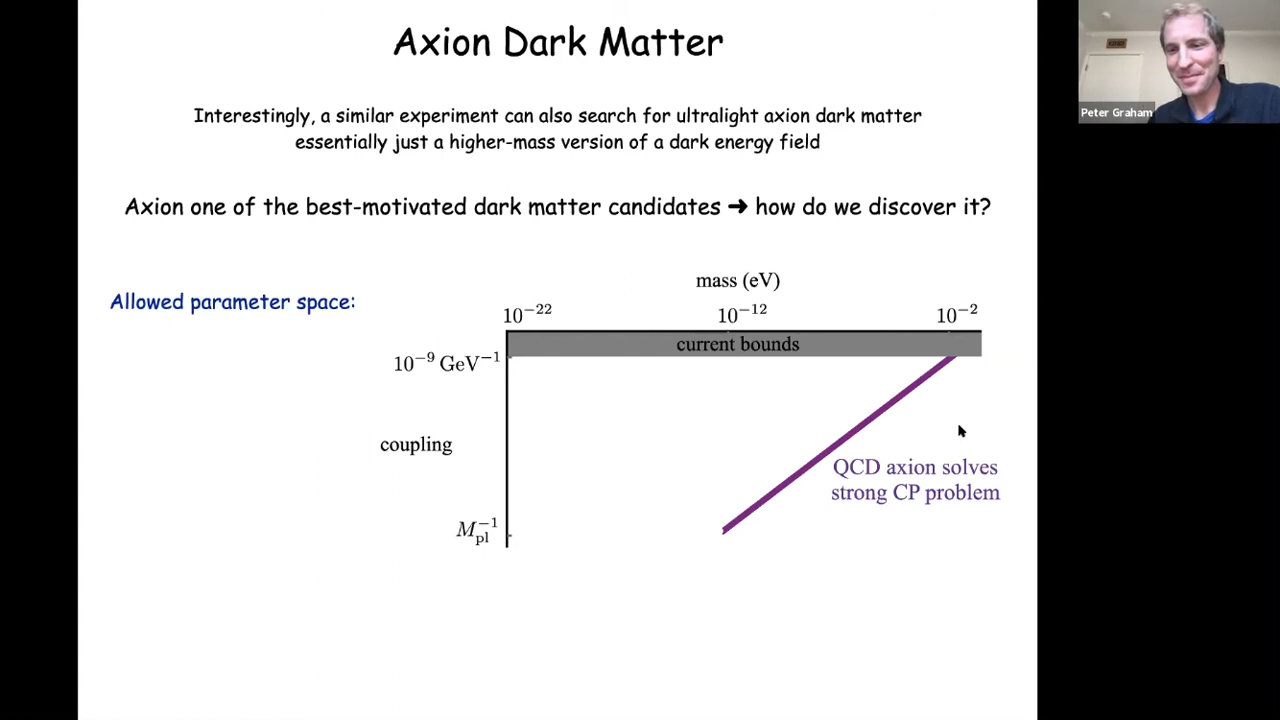 Axion Dark Matter
Peter Graham
Interestingly, a similar experiment can also search for ultralight axion dark matter
essentially just a higher-mass version of a dark energy field
Axion one of the best-motivated dark matter candidates ➜ how do we discover it?
Allowed parameter space:
mass (eV)
10⁻²² 10⁻¹² 10⁻²
current bounds
10⁻⁹ GeV⁻¹
coupling
QCD axion solves
strong CP problem
M_pl⁻¹